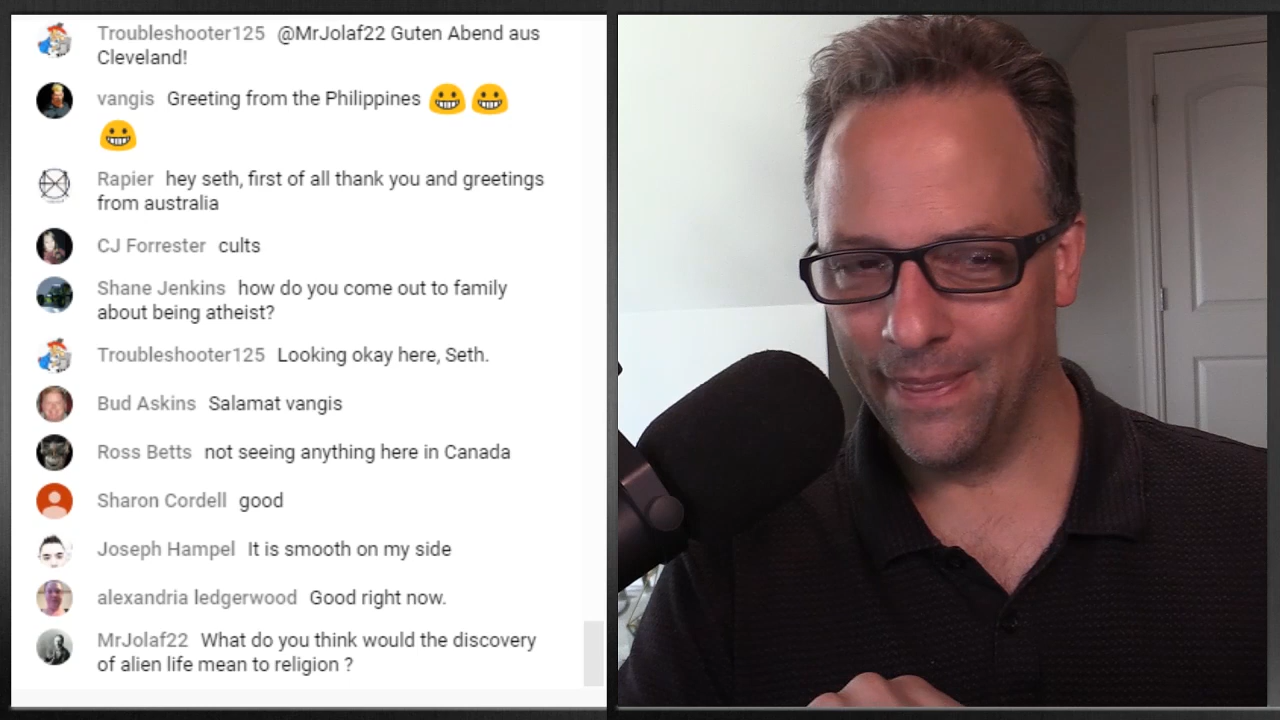 Troubleshooter125 @MrJolaf22 Guten Abend aus
Cleveland!
vangis Greeting from the Philippines
Rapier hey seth, first of all thank you and greetings
from australia
CJ Forrester cults
Shane Jenkins how do you come out to family
about being atheist?
Troubleshooter125 Looking okay here, Seth.
Bud Askins Salamat vangis
Ross Betts not seeing anything here in Canada
Sharon Cordell good
Joseph Hampel It is smooth on my side
alexandria ledgerwood Good right now.
MrJolaf22 What do you think would the discovery
of alien life mean to religion ?